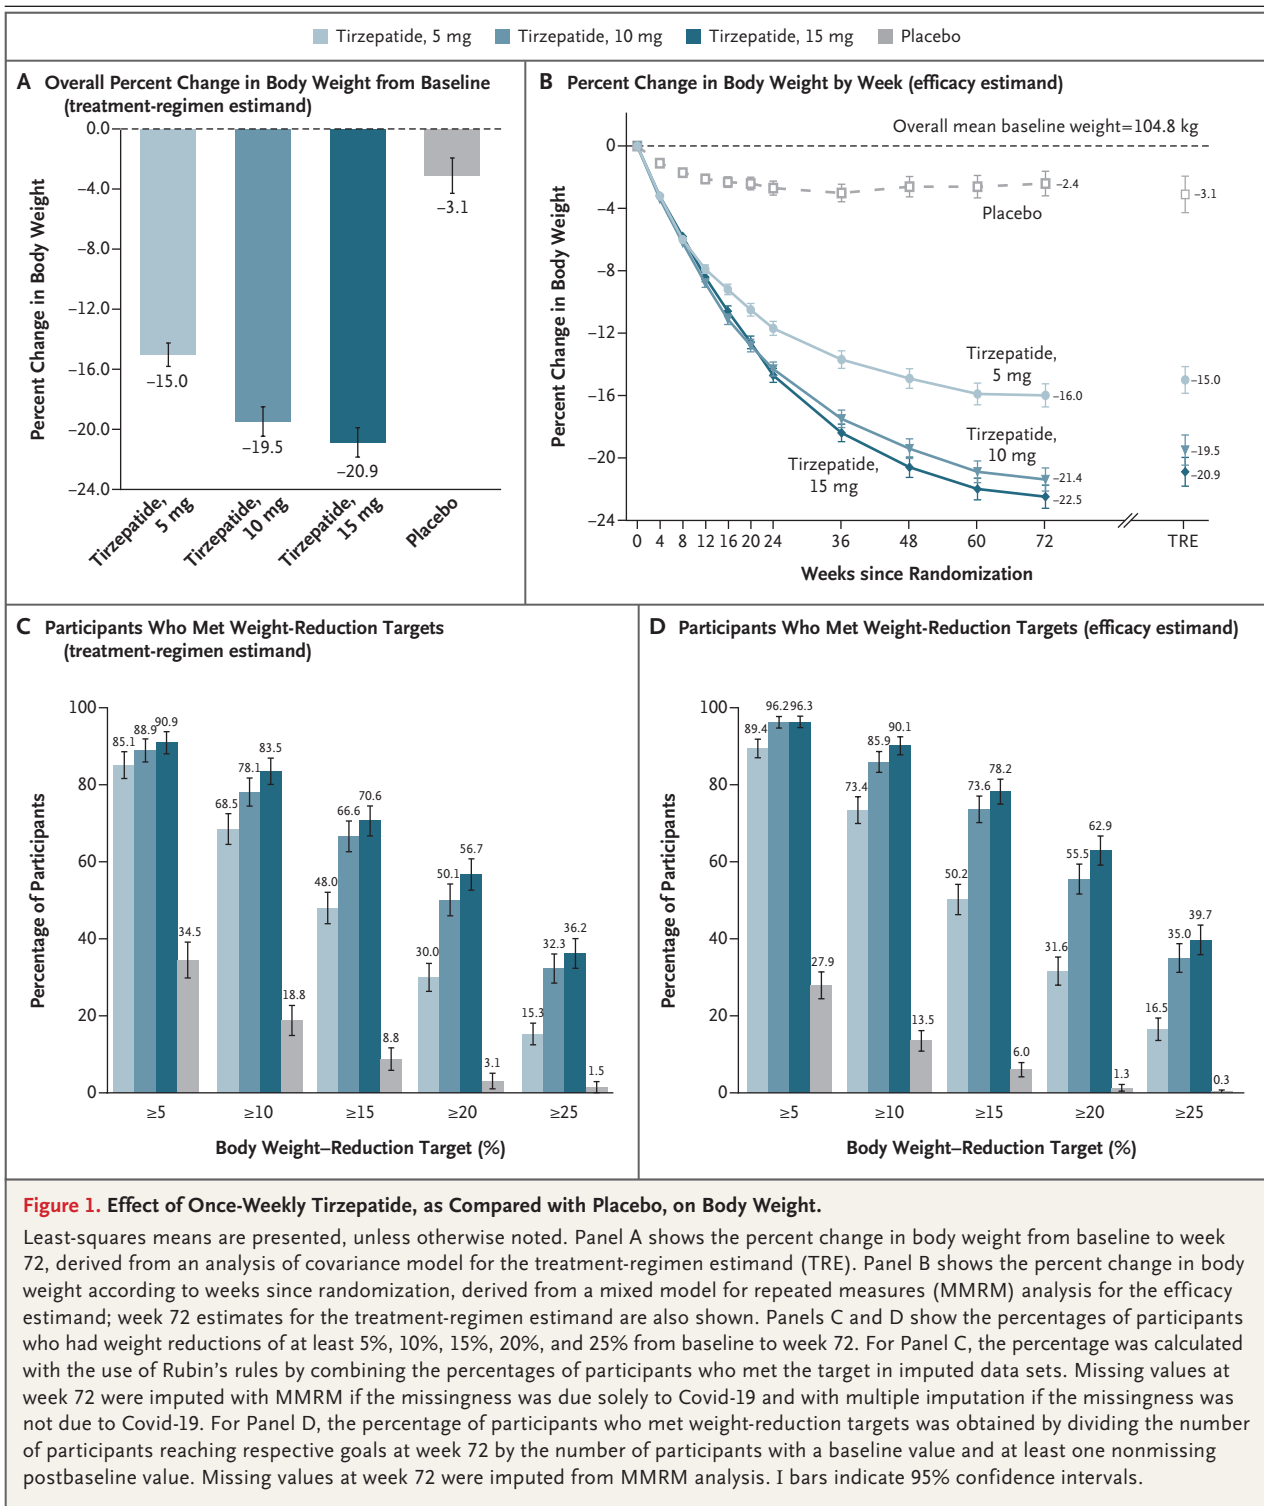 Tirzepatide, 5 mg Tirzepatide, 10 mg Tirzepatide, 15 mg Placebo
A Overall Percent Change in Body Weight from Baseline
(treatment-regimen estimand)
Percent Change in Body Weight
0.0
−4.0
−8.0
−12.0
−16.0
−20.0
−24.0
−15.0
−19.5
−20.9
−3.1
Tirzepatide,
5 mg
Tirzepatide,
10 mg
Tirzepatide,
15 mg
Placebo
B Percent Change in Body Weight by Week (efficacy estimand)
Overall mean baseline weight=104.8 kg
Percent Change in Body Weight
0
−4
−8
−12
−16
−20
−24
−2.4
−3.1
Placebo
Tirzepatide,
5 mg
−16.0
−15.0
Tirzepatide,
10 mg
−21.4
−19.5
Tirzepatide,
15 mg
−22.5
−20.9
0 4 8 12 16 20 24 36 48 60 72 TRE
Weeks since Randomization
C Participants Who Met Weight-Reduction Targets
(treatment-regimen estimand)
Percentage of Participants
100
80
60
40
20
0
85.1 88.9 90.9 34.5
68.5 78.1 83.5 18.8
48.0 66.6 70.6 8.8
30.0 50.1 56.7 3.1
15.3 32.3 36.2 1.5
≥5 ≥10 ≥15 ≥20 ≥25
Body Weight–Reduction Target (%)
D Participants Who Met Weight-Reduction Targets (efficacy estimand)
Percentage of Participants
100
80
60
40
20
0
89.4 96.2 96.3 27.9
73.4 85.9 90.1 13.5
50.2 73.6 78.2 6.0
31.6 55.5 62.9 1.3
16.5 35.0 39.7 0.3
≥5 ≥10 ≥15 ≥20 ≥25
Body Weight–Reduction Target (%)
Figure 1. Effect of Once-Weekly Tirzepatide, as Compared with Placebo, on Body Weight.
Least-squares means are presented, unless otherwise noted. Panel A shows the percent change in body weight from baseline to week
72, derived from an analysis of covariance model for the treatment-regimen estimand (TRE). Panel B shows the percent change in body
weight according to weeks since randomization, derived from a mixed model for repeated measures (MMRM) analysis for the efficacy
estimand; week 72 estimates for the treatment-regimen estimand are also shown. Panels C and D show the percentages of participants
who had weight reductions of at least 5%, 10%, 15%, 20%, and 25% from baseline to week 72. For Panel C, the percentage was calculated
with the use of Rubin's rules by combining the percentages of participants who met the target in imputed data sets. Missing values at
week 72 were imputed with MMRM if the missingness was due solely to Covid-19 and with multiple imputation if the missingness was
not due to Covid-19. For Panel D, the percentage of participants who met weight-reduction targets was obtained by dividing the number
of participants reaching respective goals at week 72 by the number of participants with a baseline value and at least one nonmissing
postbaseline value. Missing values at week 72 were imputed from MMRM analysis. I bars indicate 95% confidence intervals.